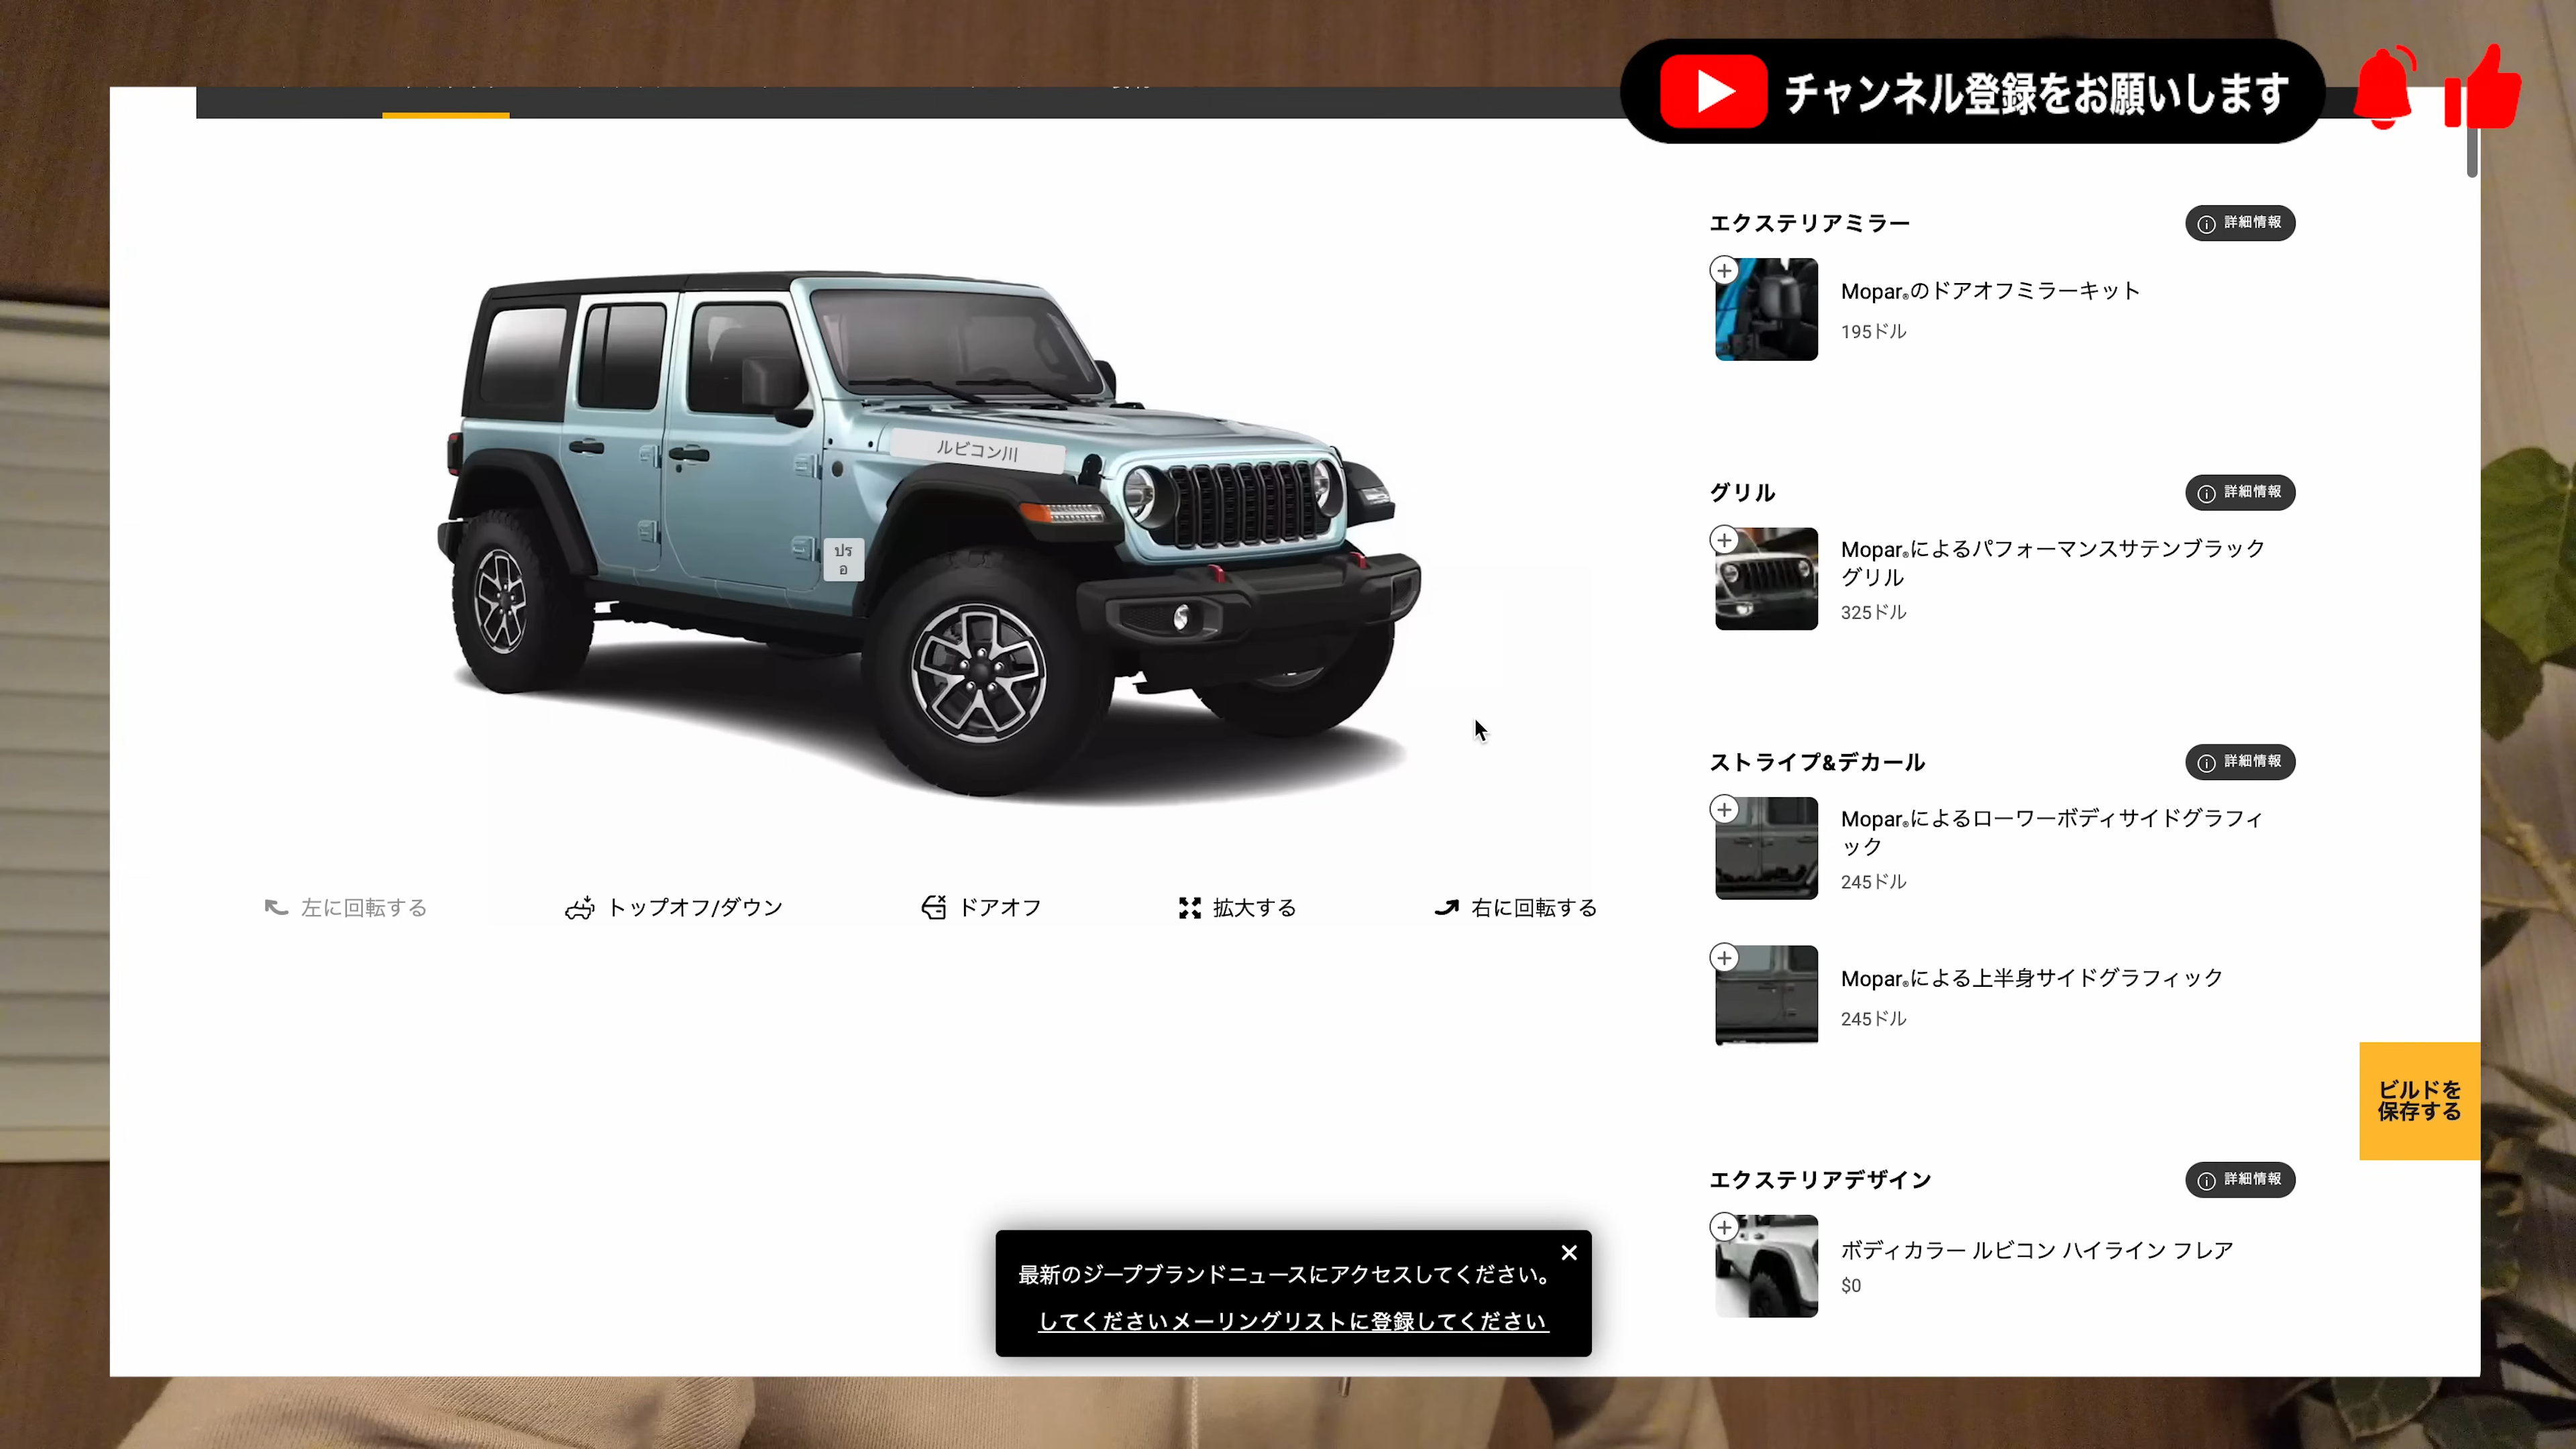 チャンネル登録をお願いします
エクステリアミラー
詳細情報
Mopar®のドアオフミラーキット
195ドル
ルビコン川
ปร
อ
グリル
詳細情報
Mopar®によるパフォーマンスサテンブラック
グリル
325ドル
ストライプ&デカール
詳細情報
Mopar®によるローワーボディサイドグラフィ
ック
245ドル
左に回転する
トップオフ/ダウン
ドアオフ
拡大する
右に回転する
Mopar®による上半身サイドグラフィック
245ドル
ビルドを
保存する
エクステリアデザイン
詳細情報
ボディカラー ルビコン ハイライン フレア
$0
最新のジープブランドニュースにアクセスしてください。
してくださいメーリングリストに登録してください